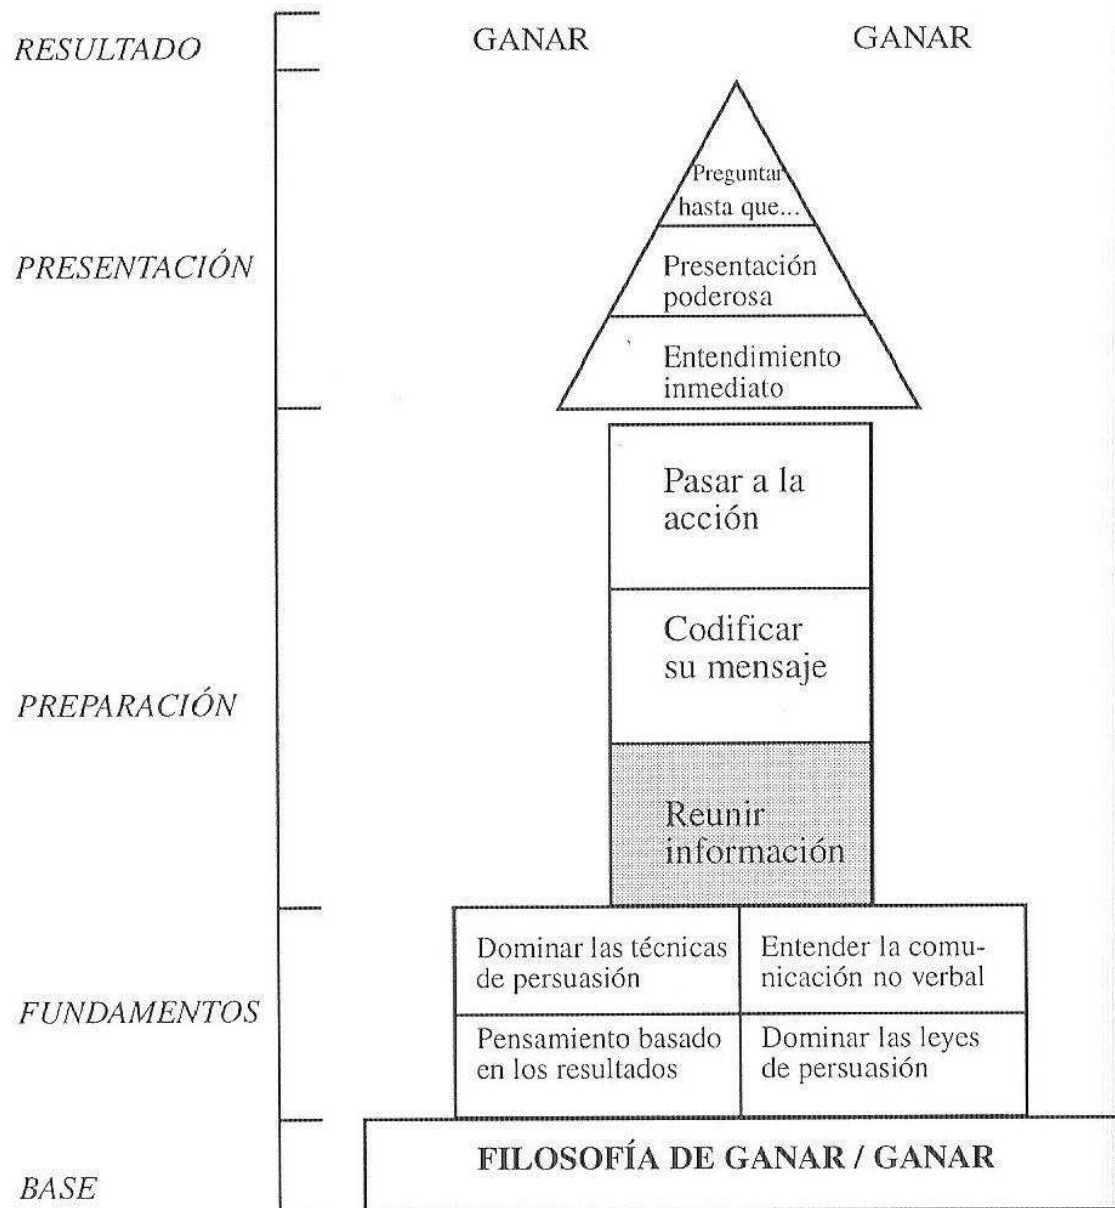 RESULTADO
GANAR
GANAR
PRESENTACIÓN
Preguntar
hasta que...
Presentación
poderosa
Entendimiento
inmediato
PREPARACIÓN
Pasar a la
acción
Codificar
su mensaje
Reunir
información
FUNDAMENTOS
Dominar las técnicas
de persuasión
Entender la comu-
nicación no verbal
Pensamiento basado
en los resultados
Dominar las leyes
de persuasión
BASE
FILOSOFÍA DE GANAR / GANAR